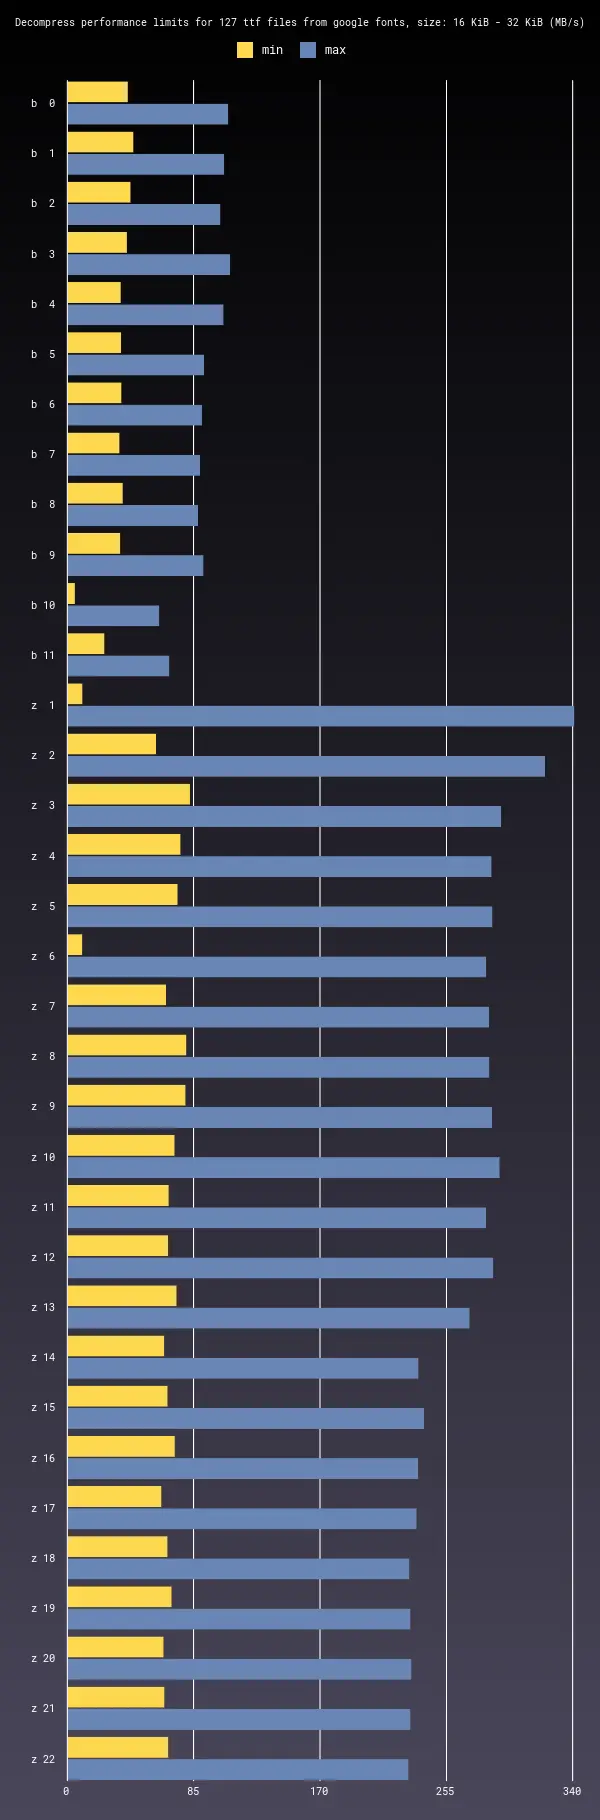 Decompress performance limits for 127 ttf files from google fonts, size: 16 KiB - 32 KiB (MB/s)
min max
b 0
b 1
b 2
b 3
b 4
b 5
b 6
b 7
b 8
b 9
b 10
b 11
z 1
z 2
z 3
z 4
z 5
z 6
z 7
z 8
z 9
z 10
z 11
z 12
z 13
z 14
z 15
z 16
z 17
z 18
z 19
z 20
z 21
z 22
0 85 170 255 340